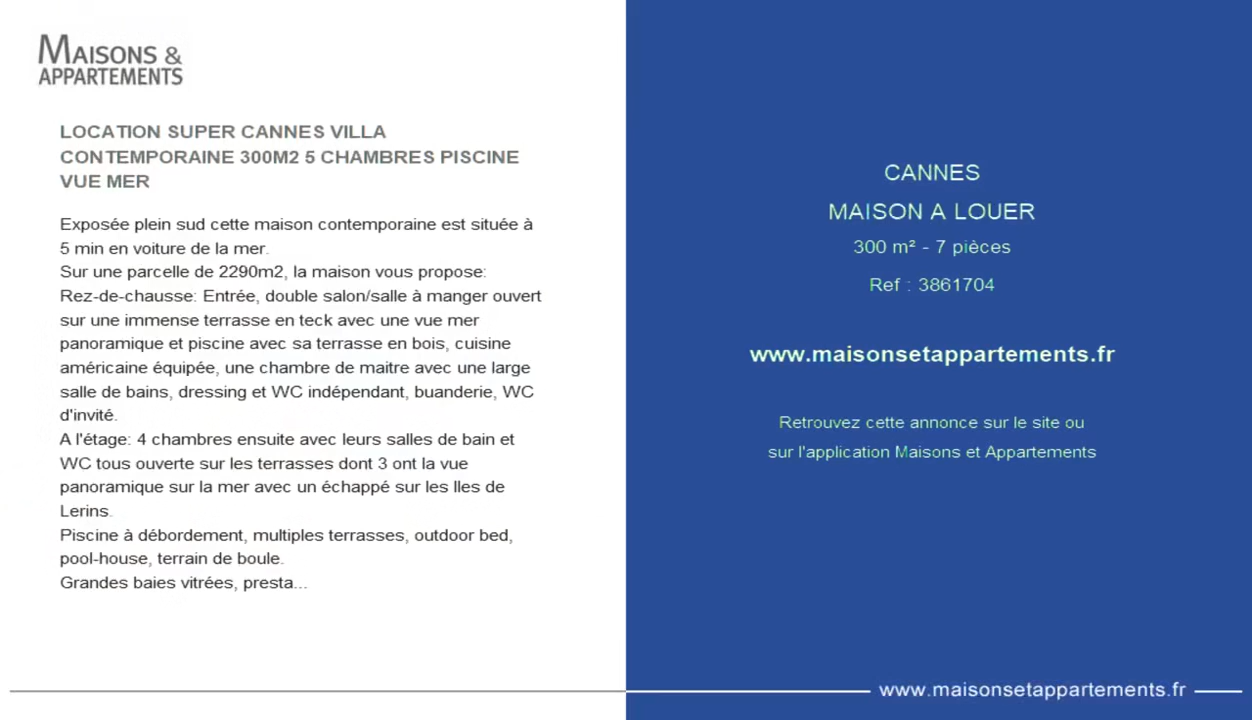 MAISONS &
APPARTEMENTS
LOCATION SUPER CANNES VILLA
CONTEMPORAINE 300M2 5 CHAMBRES PISCINE
VUE MER
Exposée plein sud cette maison contemporaine est située à
5 min en voiture de la mer.
Sur une parcelle de 2290m2, la maison vous propose:
Rez-de-chausse: Entrée, double salon/salle à manger ouvert
sur une immense terrasse en teck avec une vue mer
panoramique et piscine avec sa terrasse en bois, cuisine
américaine équipée, une chambre de maitre avec une large
salle de bains, dressing et WC indépendant, buanderie, WC
d'invité.
A l'étage: 4 chambres ensuite avec leurs salles de bain et
WC tous ouverte sur les terrasses dont 3 ont la vue
panoramique sur la mer avec un échappé sur les Iles de
Lerins.
Piscine à débordement, multiples terrasses, outdoor bed,
pool-house, terrain de boule.
Grandes baies vitrées, presta...
CANNES
MAISON A LOUER
300 m² - 7 pièces
Ref : 3861704
www.maisonsetappartements.fr
Retrouvez cette annonce sur le site ou
sur l'application Maisons et Appartements
www.maisonsetappartements.fr